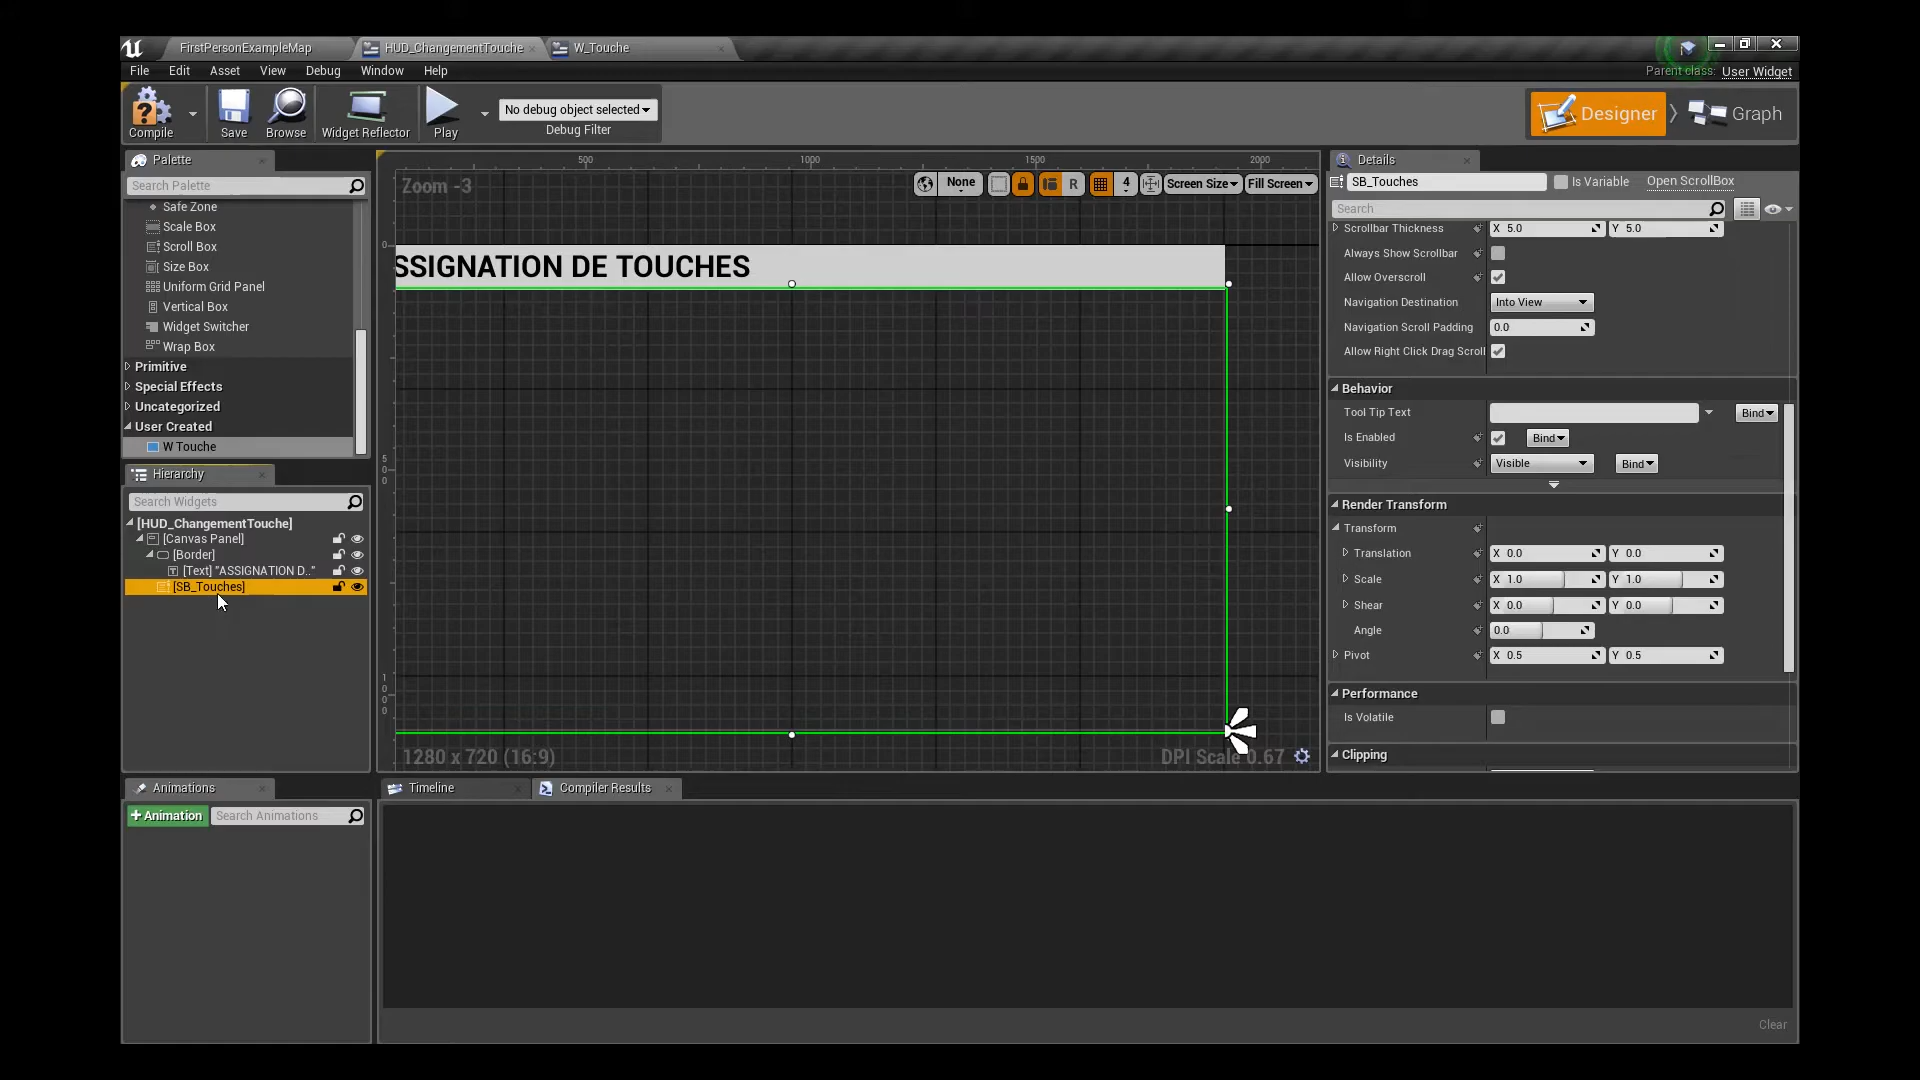 FirstPersonExampleMap
HUD_ChangementTouche
W_Touche
File Edit Asset View Debug Window Help
Parent class: User Widget
Compile
Save
Browse
Widget Reflector
Play
No debug object selected
Debug Filter
Designer
Graph
Palette
Search Palette
Safe Zone
Scale Box
Scroll Box
Size Box
Uniform Grid Panel
Vertical Box
Widget Switcher
Wrap Box
Primitive
Special Effects
Uncategorized
User Created
W Touche
Hierarchy
Search Widgets
[HUD_ChangementTouche]
[Canvas Panel]
[Border]
[Text] "ASSIGNATION D.."
[SB_Touches]
Animations
+Animation
Search Animations
500 1000 1500 2000
Zoom -3
None
R
4
Screen Size
Fill Screen
0
SSIGNATION DE TOUCHES
500
1000
1280 x 720 (16:9)
DPI Scale 0.67
Timeline
Compiler Results
Clear
Details
SB_Touches
Is Variable
Open ScrollBox
Search
Scrollbar Thickness X 5.0 Y 5.0
Always Show Scrollbar
Allow Overscroll
Navigation Destination Into View
Navigation Scroll Padding 0.0
Allow Right Click Drag Scroll
Behavior
Tool Tip Text Bind
Is Enabled Bind
Visibility Visible Bind
Render Transform
Transform
Translation X 0.0 Y 0.0
Scale X 1.0 Y 1.0
Shear X 0.0 Y 0.0
Angle 0.0
Pivot X 0.5 Y 0.5
Performance
Is Volatile
Clipping